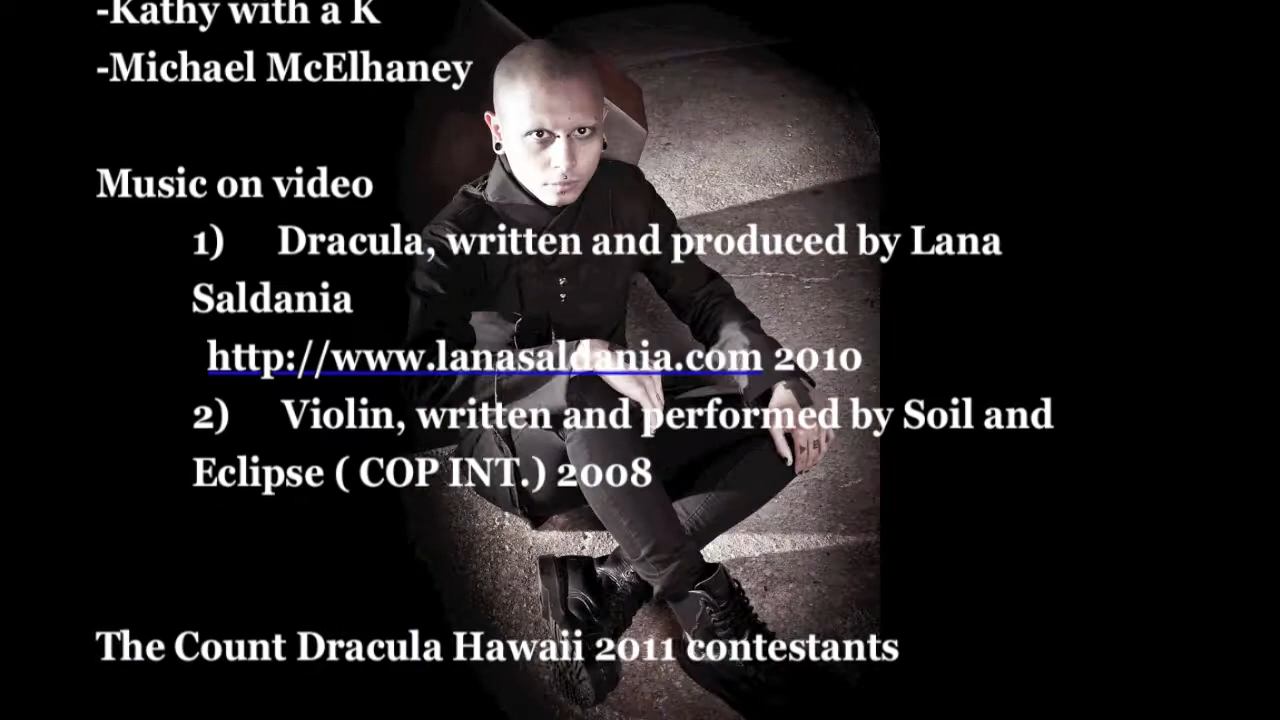 -Kathy with a K
-Michael McElhaney
Music on video
1) Dracula, written and produced by Lana
Saldania
http://www.lanasaldania.com 2010
2) Violin, written and performed by Soil and
Eclipse ( COP INT.) 2008
The Count Dracula Hawaii 2011 contestants